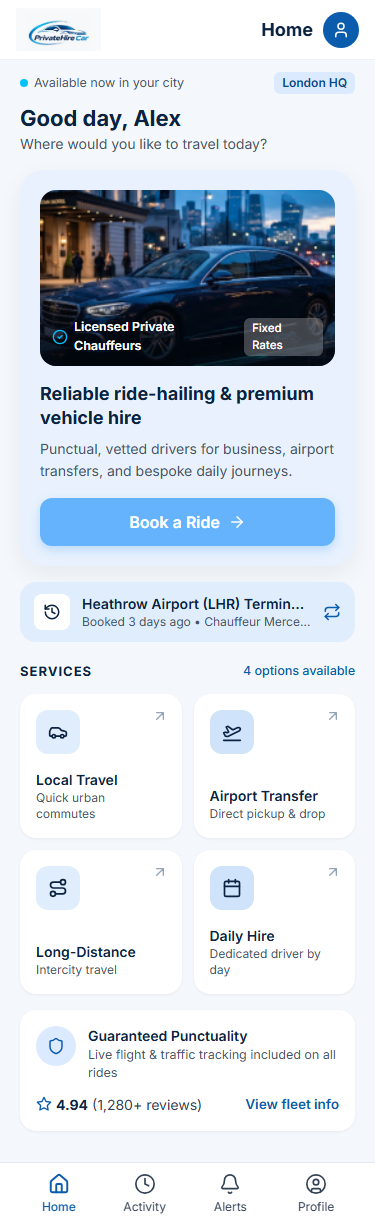 PrivateHire Car
Home
Available now in your city
London HQ
Good day, Alex
Where would you like to travel today?
Licensed Private
Chauffeurs
Fixed
Rates
Reliable ride-hailing & premium
vehicle hire
Punctual, vetted drivers for business, airport
transfers, and bespoke daily journeys.
Book a Ride
Heathrow Airport (LHR) Termin...
Booked 3 days ago • Chauffeur Merce...
SERVICES
4 options available
Local Travel
Quick urban
commutes
Airport Transfer
Direct pickup & drop
Long-Distance
Intercity travel
Daily Hire
Dedicated driver by
day
Guaranteed Punctuality
Live flight & traffic tracking included on all
rides
4.94 (1,280+ reviews)
View fleet info
Home
Activity
Alerts
Profile